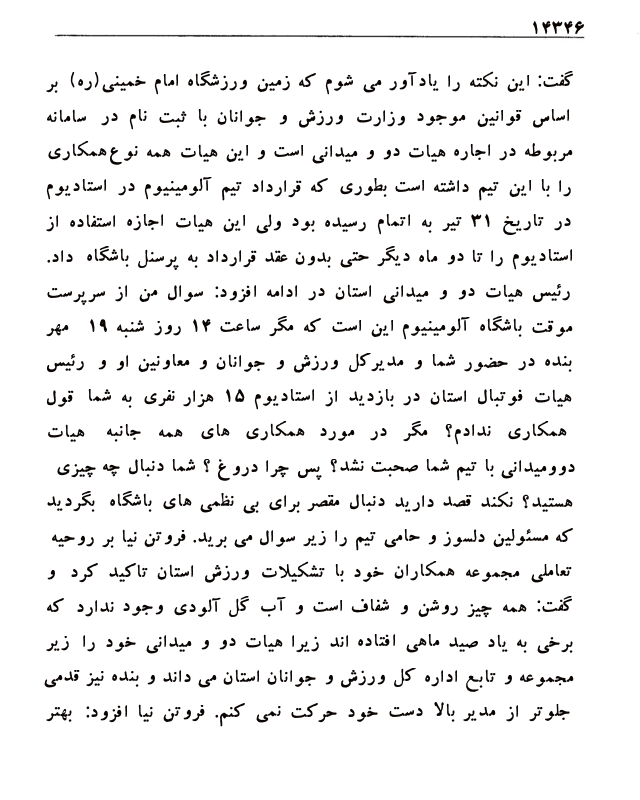 ۱۴۳۴۶
گفت: این نکته را یادآور می شوم که زمین ورزشگاه امام خمینی(ره) بر
اساس قوانین موجود وزارت ورزش و جوانان با ثبت نام در سامانه
مربوطه در اجاره هیات دو و میدانی است و این هیات همه نوع همکاری
را با این تیم داشته است بطوری که قرارداد تیم آلومینیوم در استادیوم
در تاریخ ۳۱ تیر به اتمام رسیده بود ولی این هیات اجازه استفاده از
استادیوم را تا دو ماه دیگر حتی بدون عقد قرارداد به پرسنل باشگاه داد.
رئیس هیات دو و میدانی استان در ادامه افزود: سوال من از سرپرست
موقت باشگاه آلومینیوم این است که مگر ساعت ۱۴ روز شنبه ۱۹ مهر
بنده در حضور شما و مدیرکل ورزش و جوانان و معاونین او و رئیس
هیات فوتبال استان در بازدید از استادیوم ۱۵ هزار نفری به شما قول
همکاری ندادم؟ مگر در مورد همکاری های همه جانبه هیات
دوومیدانی با تیم شما صحبت نشد؟ پس چرا دروغ ؟ شما دنبال چه چیزی
هستید؟ نکند قصد دارید دنبال مقصر برای بی نظمی های باشگاه بگردید
که مسئولین دلسوز و حامی تیم را زیر سوال می برید. فروتن نیا بر روحیه
تعاملی مجموعه همکاران خود با تشکیلات ورزش استان تاکید کرد و
گفت: همه چیز روشن و شفاف است و آب گل آلودی وجود ندارد که
برخی به یاد صید ماهی افتاده اند زیرا هیات دو و میدانی خود را زیر
مجموعه و تابع اداره کل ورزش و جوانان استان می داند و بنده نیز قدمی
جلوتر از مدیر بالا دست خود حرکت نمی کنم. فروتن نیا افزود: بهتر